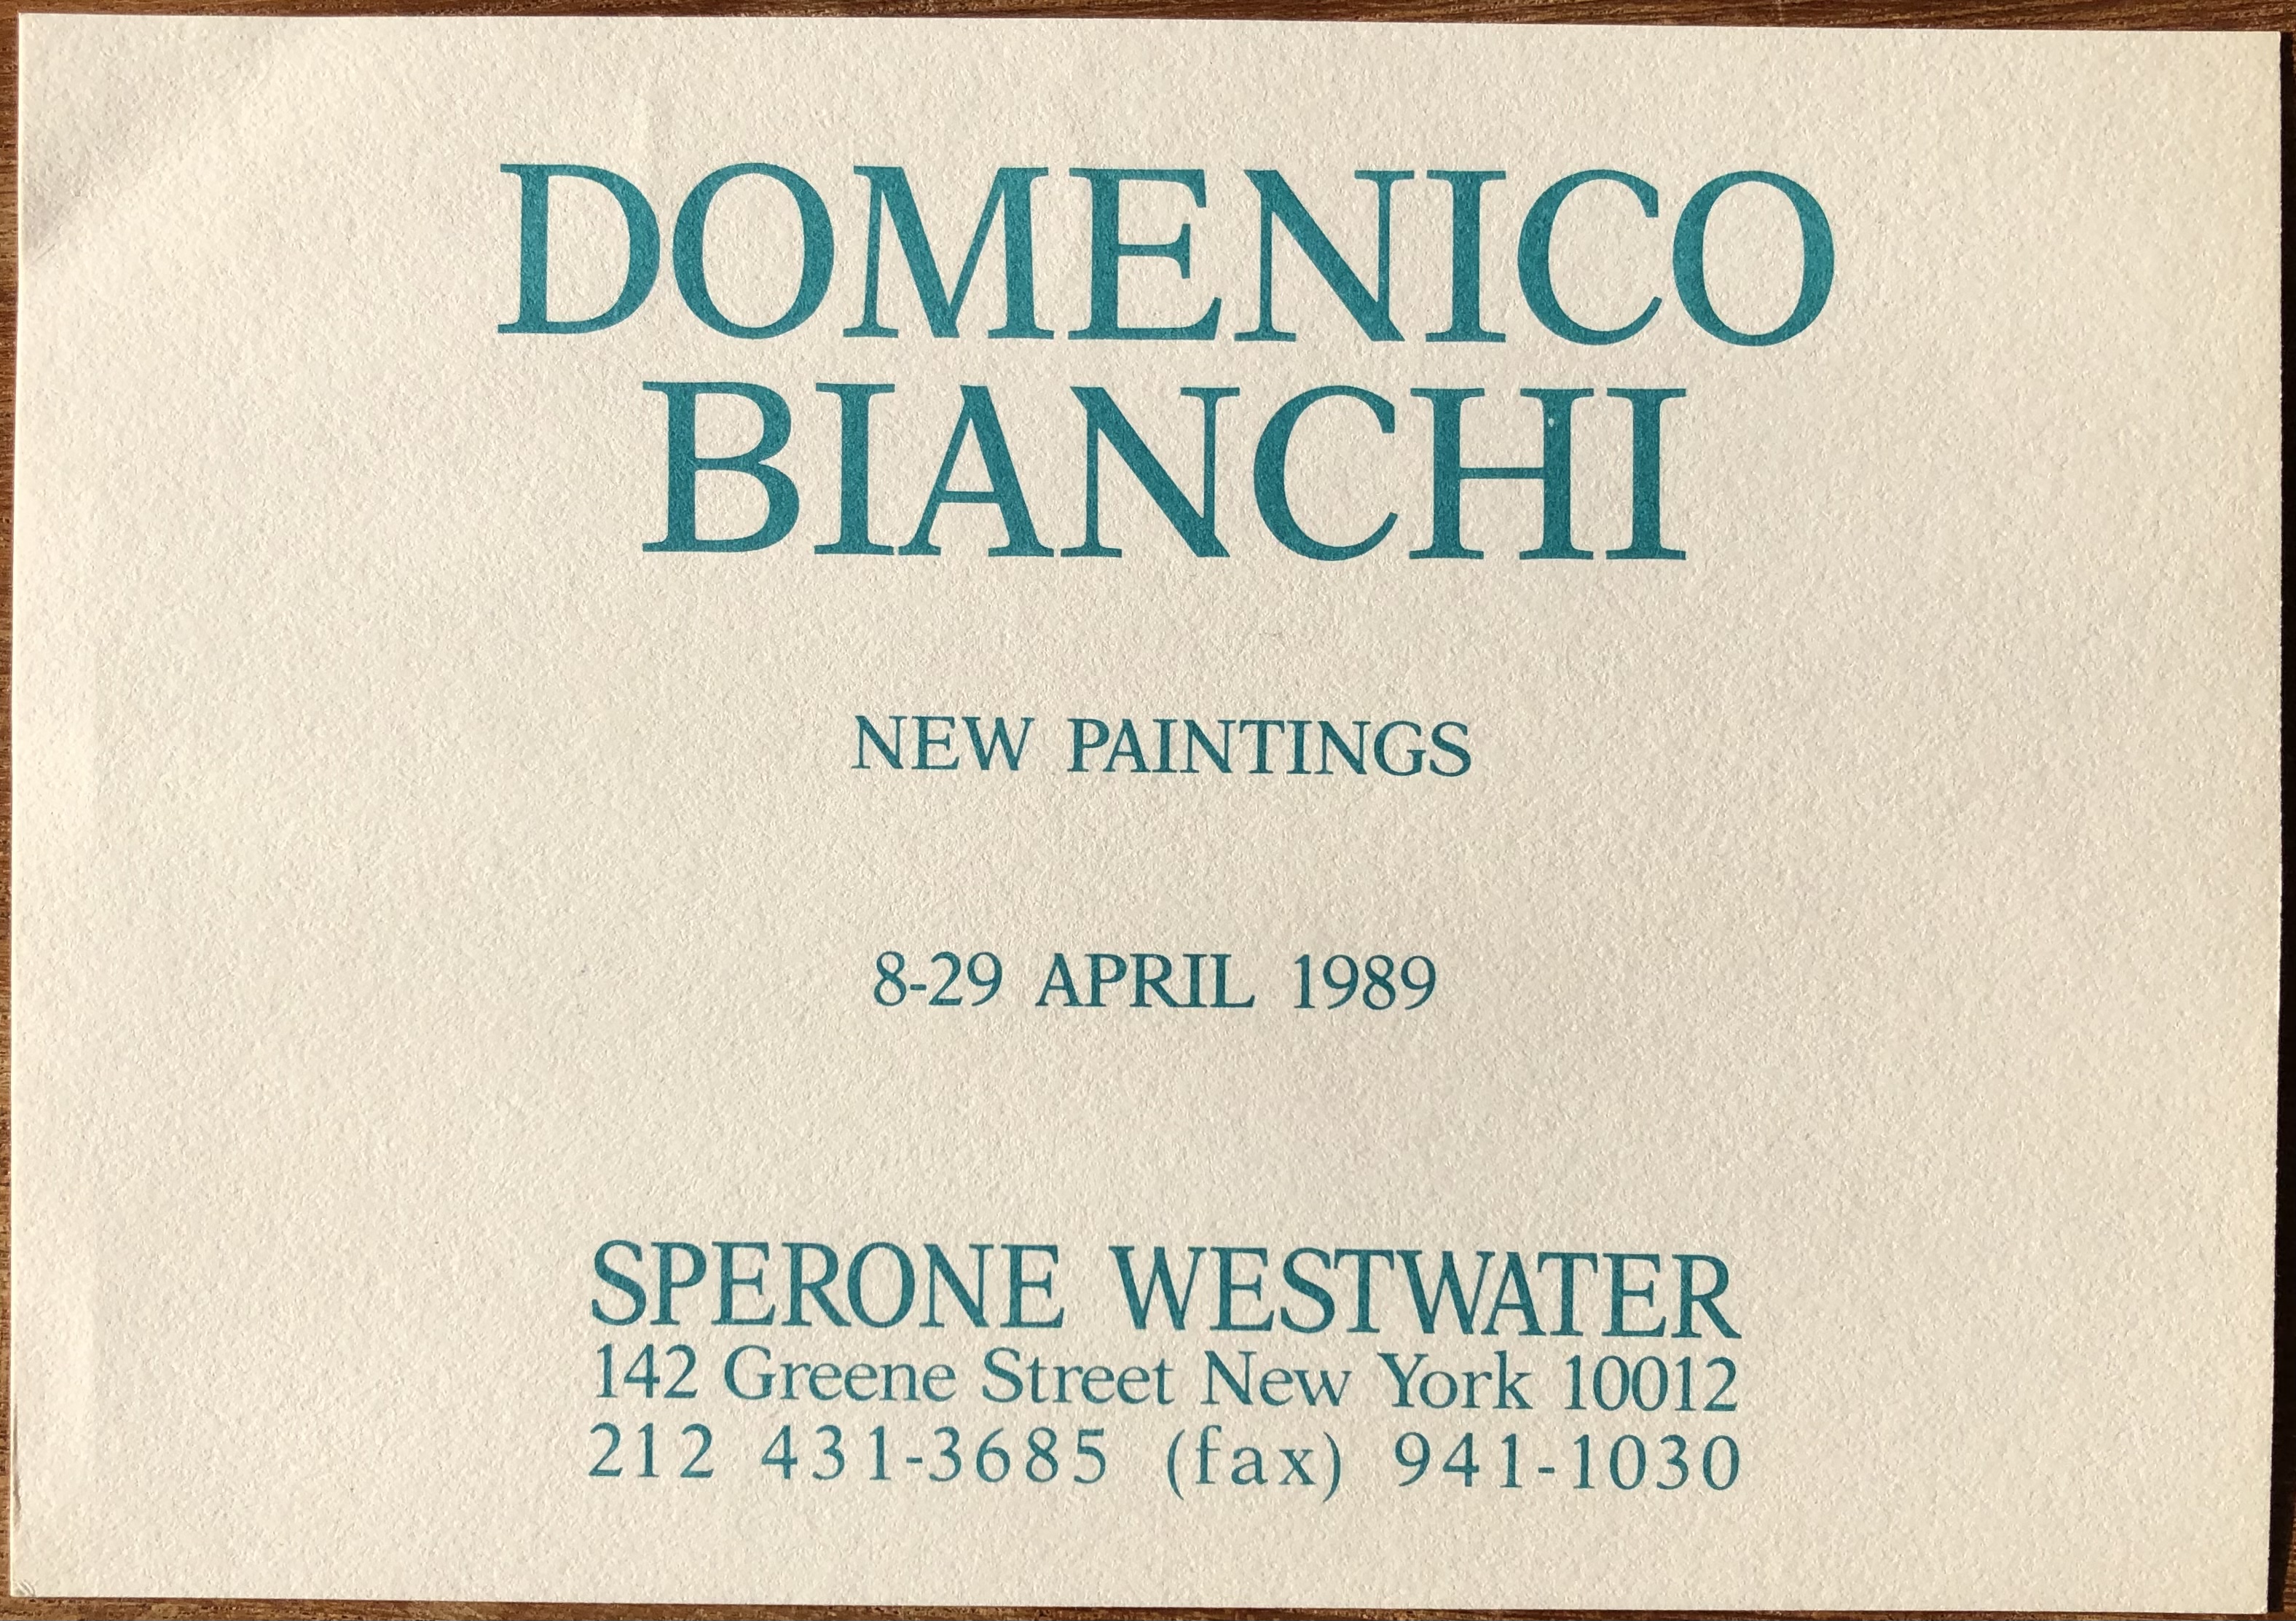 DOMENICO
BIANCHI
NEW PAINTINGS
8-29 APRIL 1989
SPERONE WESTWATER
142 Greene Street New York 10012
212 431-3685 (fax) 941-1030